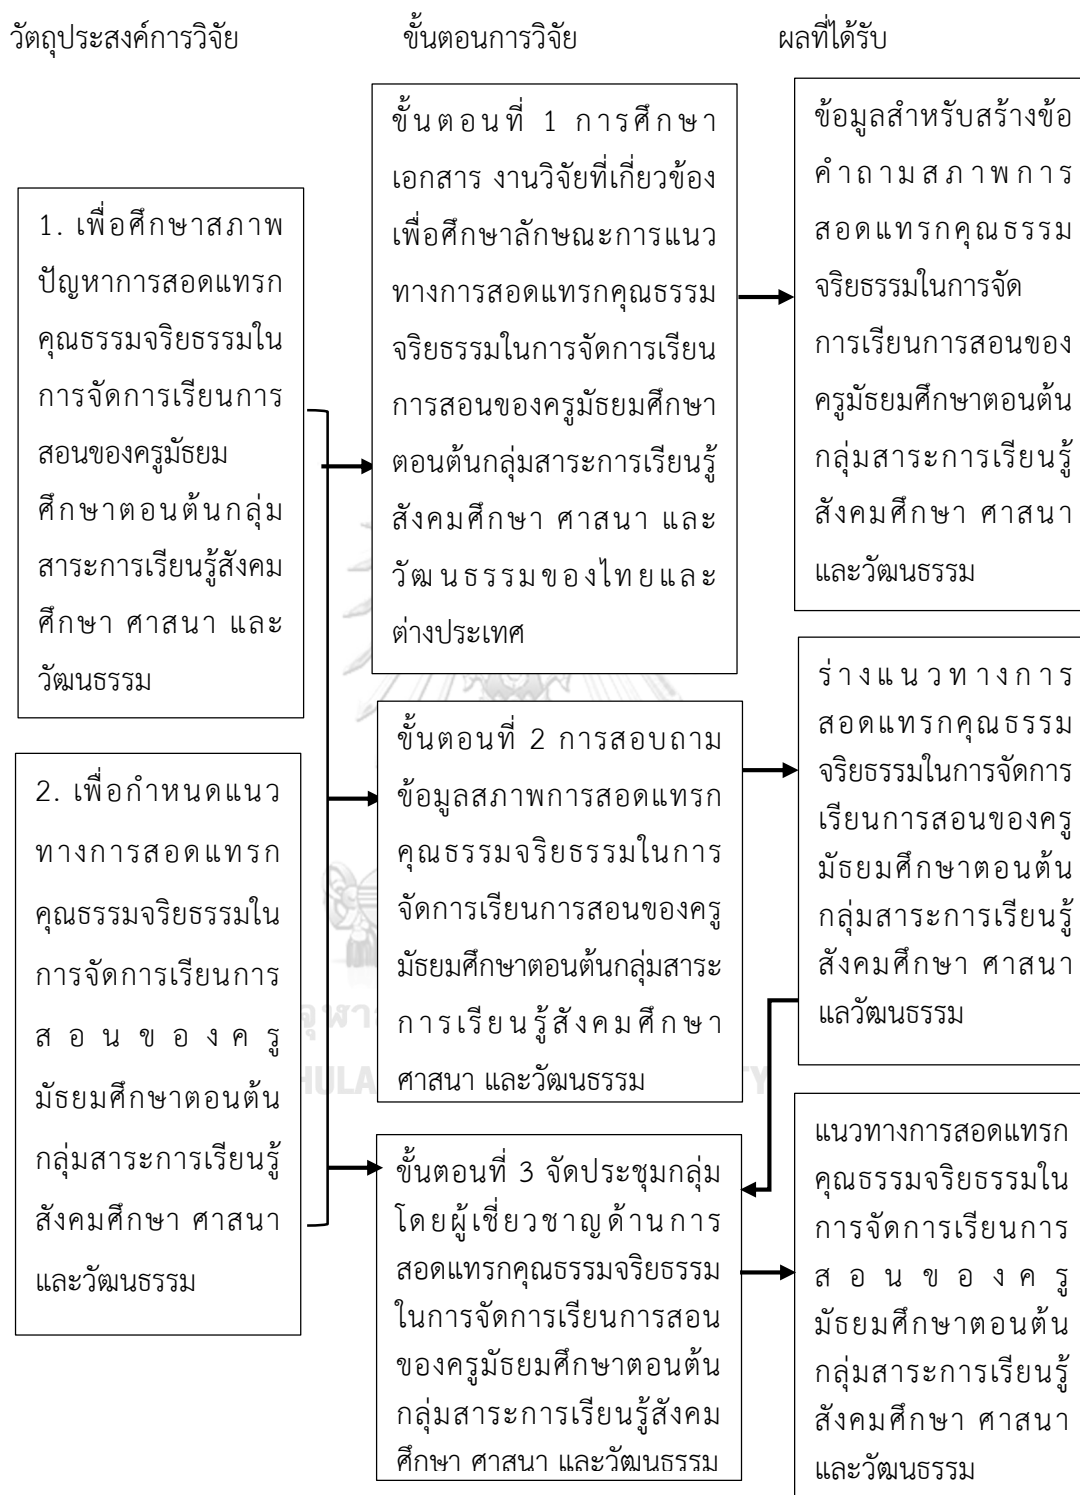 วัตถุประสงค์การวิจัย
ขั้นตอนการวิจัย
ผลที่ได้รับ
1. เพื่อศึกษาสภาพ
ปัญหาการสอดแทรก
คุณธรรมจริยธรรมใน
การจัดการเรียนการ
สอนของครูมัธยม
ศึกษาตอนต้นกลุ่ม
สาระการเรียนรู้สังคม
ศึกษา ศาสนา และ
วัฒนธรรม
2. เพื่อกำหนดแนว
ทางการสอดแทรก
คุณธรรมจริยธรรมใน
การจัดการเรียนการ
สอนของครู
มัธยมศึกษาตอนต้น
กลุ่มสาระการเรียนรู้
สังคมศึกษา ศาสนา
และวัฒนธรรม
ขั้นตอนที่ 1 การศึกษา
เอกสาร งานวิจัยที่เกี่ยวข้อง
เพื่อศึกษาลักษณะการแนว
ทางการสอดแทรกคุณธรรม
จริยธรรมในการจัดการเรียน
การสอนของครูมัธยมศึกษา
ตอนต้นกลุ่มสาระการเรียนรู้
สังคมศึกษา ศาสนา และ
วัฒนธรรมของไทยและ
ต่างประเทศ
ขั้นตอนที่ 2 การสอบถาม
ข้อมูลสภาพการสอดแทรก
คุณธรรมจริยธรรมในการ
จัดการเรียนการสอนของครู
มัธยมศึกษาตอนต้นกลุ่มสาระ
การเรียนรู้สังคมศึกษา
ศาสนา และวัฒนธรรม
ขั้นตอนที่ 3 จัดประชุมกลุ่ม
โดยผู้เชี่ยวชาญด้านการ
สอดแทรกคุณธรรมจริยธรรม
ในการจัดการเรียนการสอน
ของครูมัธยมศึกษาตอนต้น
กลุ่มสาระการเรียนรู้สังคม
ศึกษา ศาสนา และวัฒนธรรม
ข้อมูลสำหรับสร้างข้อ
คำถามสภาพการ
สอดแทรกคุณธรรม
จริยธรรมในการจัด
การเรียนการสอนของ
ครูมัธยมศึกษาตอนต้น
กลุ่มสาระการเรียนรู้
สังคมศึกษา ศาสนา
และวัฒนธรรม
ร่างแนวทางการ
สอดแทรกคุณธรรม
จริยธรรมในการจัดการ
เรียนการสอนของครู
มัธยมศึกษาตอนต้น
กลุ่มสาระการเรียนรู้
สังคมศึกษา ศาสนา
แลวัฒนธรรม
แนวทางการสอดแทรก
คุณธรรมจริยธรรมใน
การจัดการเรียนการ
สอนของครู
มัธยมศึกษาตอนต้น
กลุ่มสาระการเรียนรู้
สังคมศึกษา ศาสนา
และวัฒนธรรม